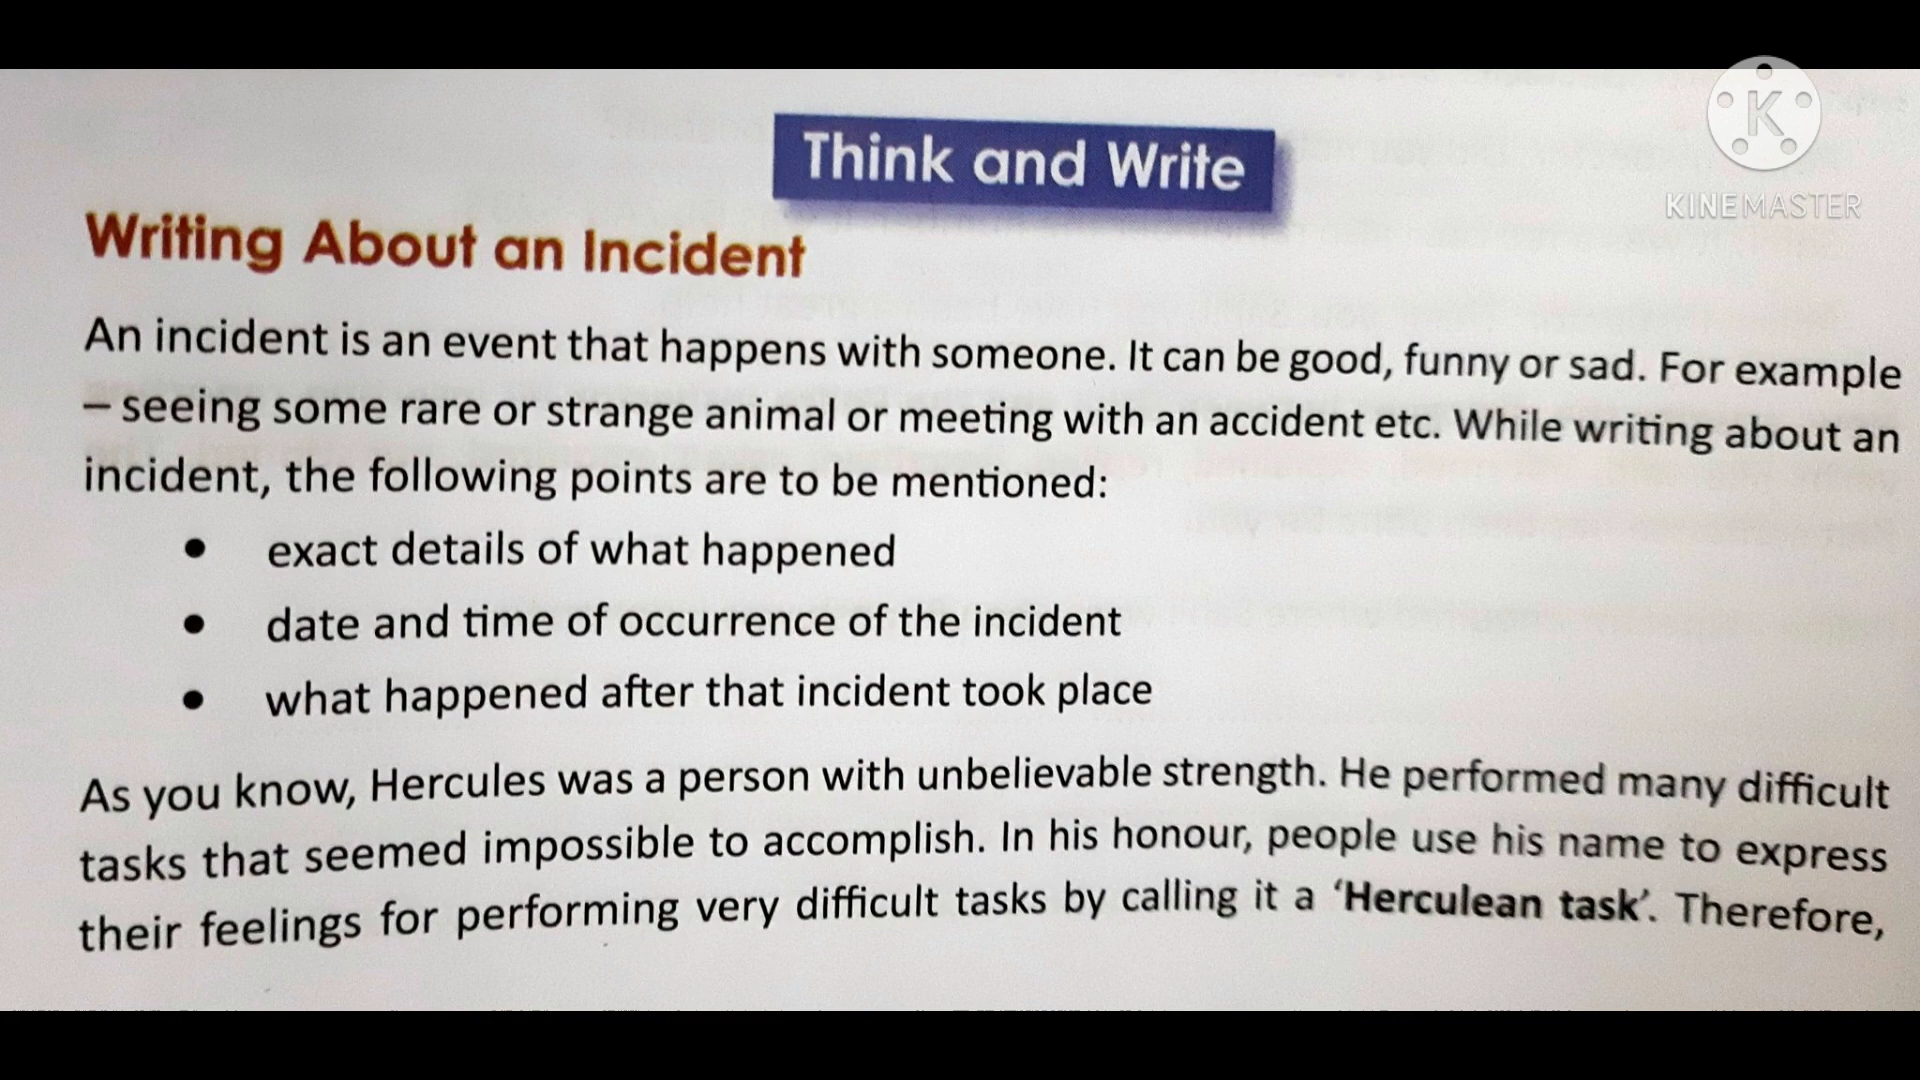 Think and Write
K
KINEMASTER
Writing About an Incident
An incident is an event that happens with someone. It can be good, funny or sad. For example
– seeing some rare or strange animal or meeting with an accident etc. While writing about an
incident, the following points are to be mentioned:
• exact details of what happened
• date and time of occurrence of the incident
• what happened after that incident took place
As you know, Hercules was a person with unbelievable strength. He performed many difficult
tasks that seemed impossible to accomplish. In his honour, people use his name to express
their feelings for performing very difficult tasks by calling it a ‘Herculean task’. Therefore,